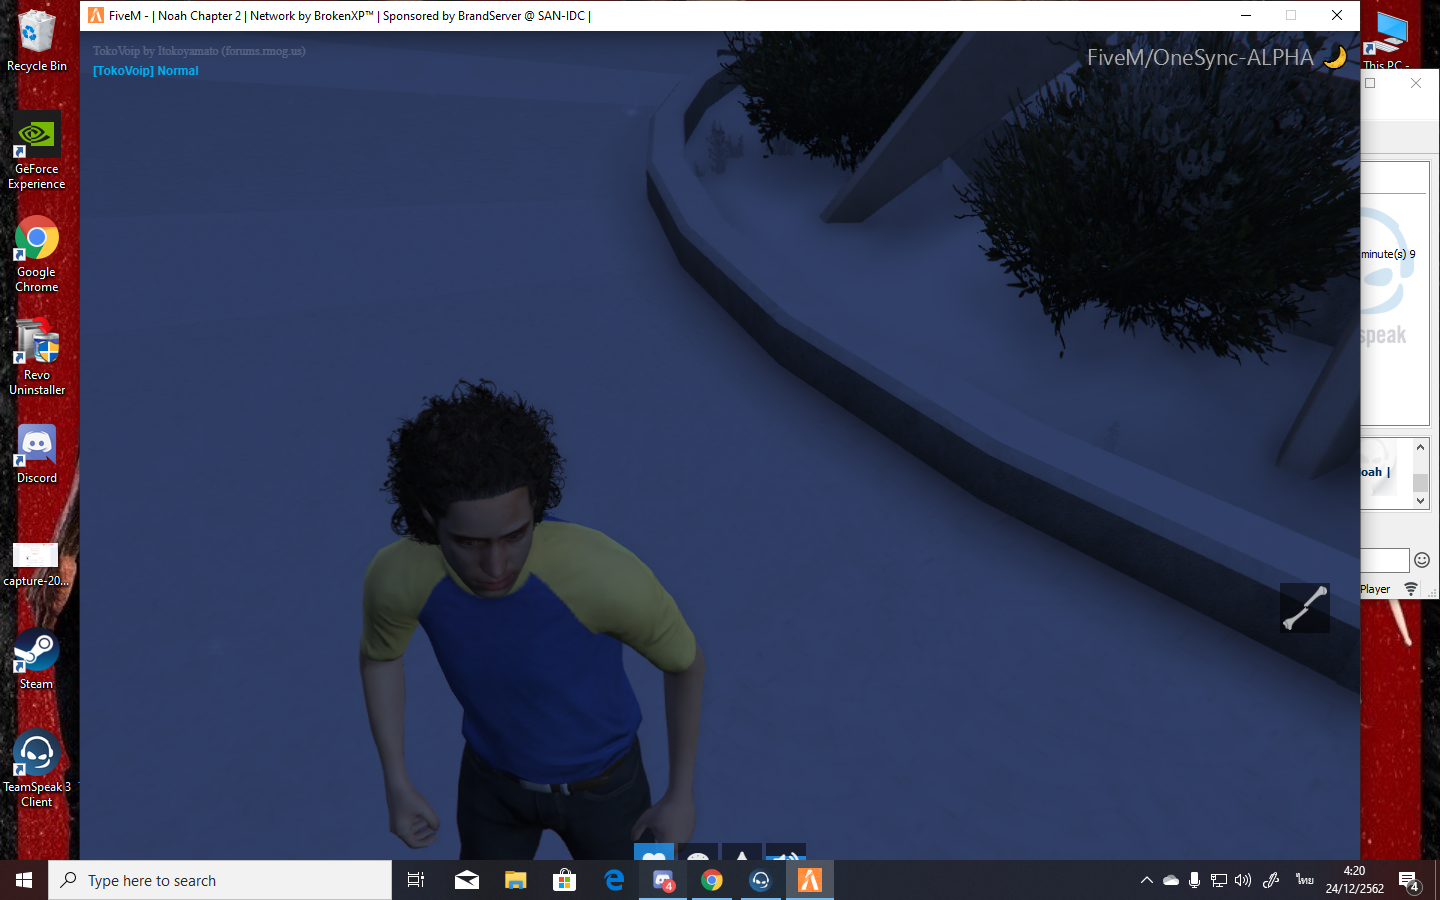 FiveM - | Noah Chapter 2 | Network by BrokenXP™ | Sponsored by BrandServer @ SAN-IDC |
TokoVoip by Itokoyamato (forums.rmog.us)
[TokoVoip] Normal
FiveM/OneSync-ALPHA
Recycle Bin
This PC -
GeForce
Experience
Google
Chrome
Revo
Uninstaller
Discord
capture-20...
Steam
TeamSpeak 3
Client
minute(s) 9
speak
oah |
Player
Type here to search
4
ไทย
4:20
24/12/2562
4